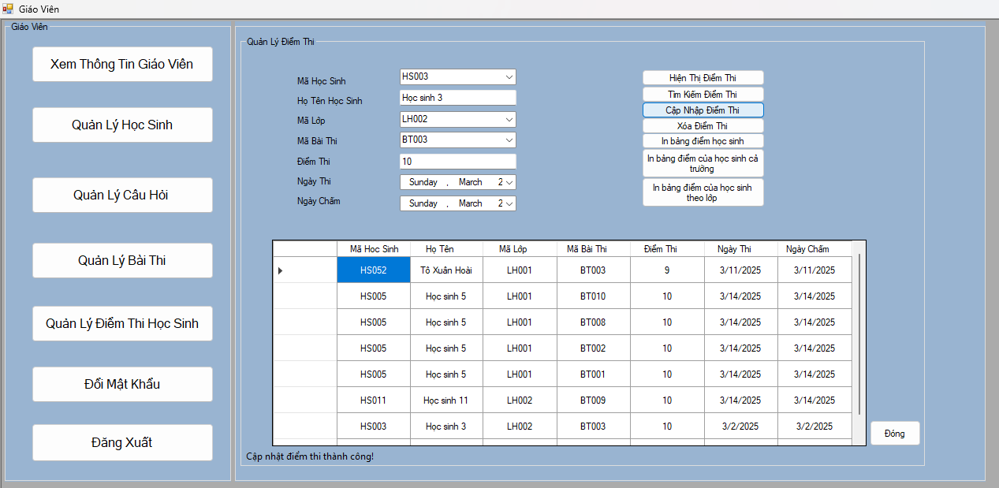 Giáo Viên
Giáo Viên
Xem Thông Tin Giáo Viên
Quản Lý Học Sinh
Quản Lý Câu Hỏi
Quản Lý Bài Thi
Quản Lý Điểm Thi Học Sinh
Đổi Mật Khẩu
Đăng Xuất
Quản Lý Điểm Thi
Mã Học Sinh HS003
Họ Tên Học Sinh Học sinh 3
Mã Lớp LH002
Mã Bài Thi BT003
Điểm Thi 10
Ngày Thi Sunday , March 2
Ngày Chấm Sunday , March 2
Hiện Thị Điểm Thi
Tìm Kiếm Điểm Thi
Cập Nhập Điểm Thi
Xóa Điểm Thi
In bảng điểm học sinh
In bảng điểm của học sinh cả
trường
In bảng điểm của học sinh
theo lớp
Mã Học Sinh Họ Tên Mã Lớp Mã Bài Thi Điểm Thi Ngày Thi Ngày Chấm
HS052 Tô Xuân Hoài LH001 BT003 9 3/11/2025 3/11/2025
HS005 Học sinh 5 LH001 BT010 10 3/14/2025 3/14/2025
HS005 Học sinh 5 LH001 BT008 10 3/14/2025 3/14/2025
HS005 Học sinh 5 LH001 BT002 10 3/14/2025 3/14/2025
HS005 Học sinh 5 LH001 BT001 10 3/14/2025 3/14/2025
HS011 Học sinh 11 LH002 BT009 10 3/14/2025 3/14/2025
HS003 Học sinh 3 LH002 BT003 10 3/2/2025 3/2/2025
Đóng
Cập nhật điểm thi thành công!